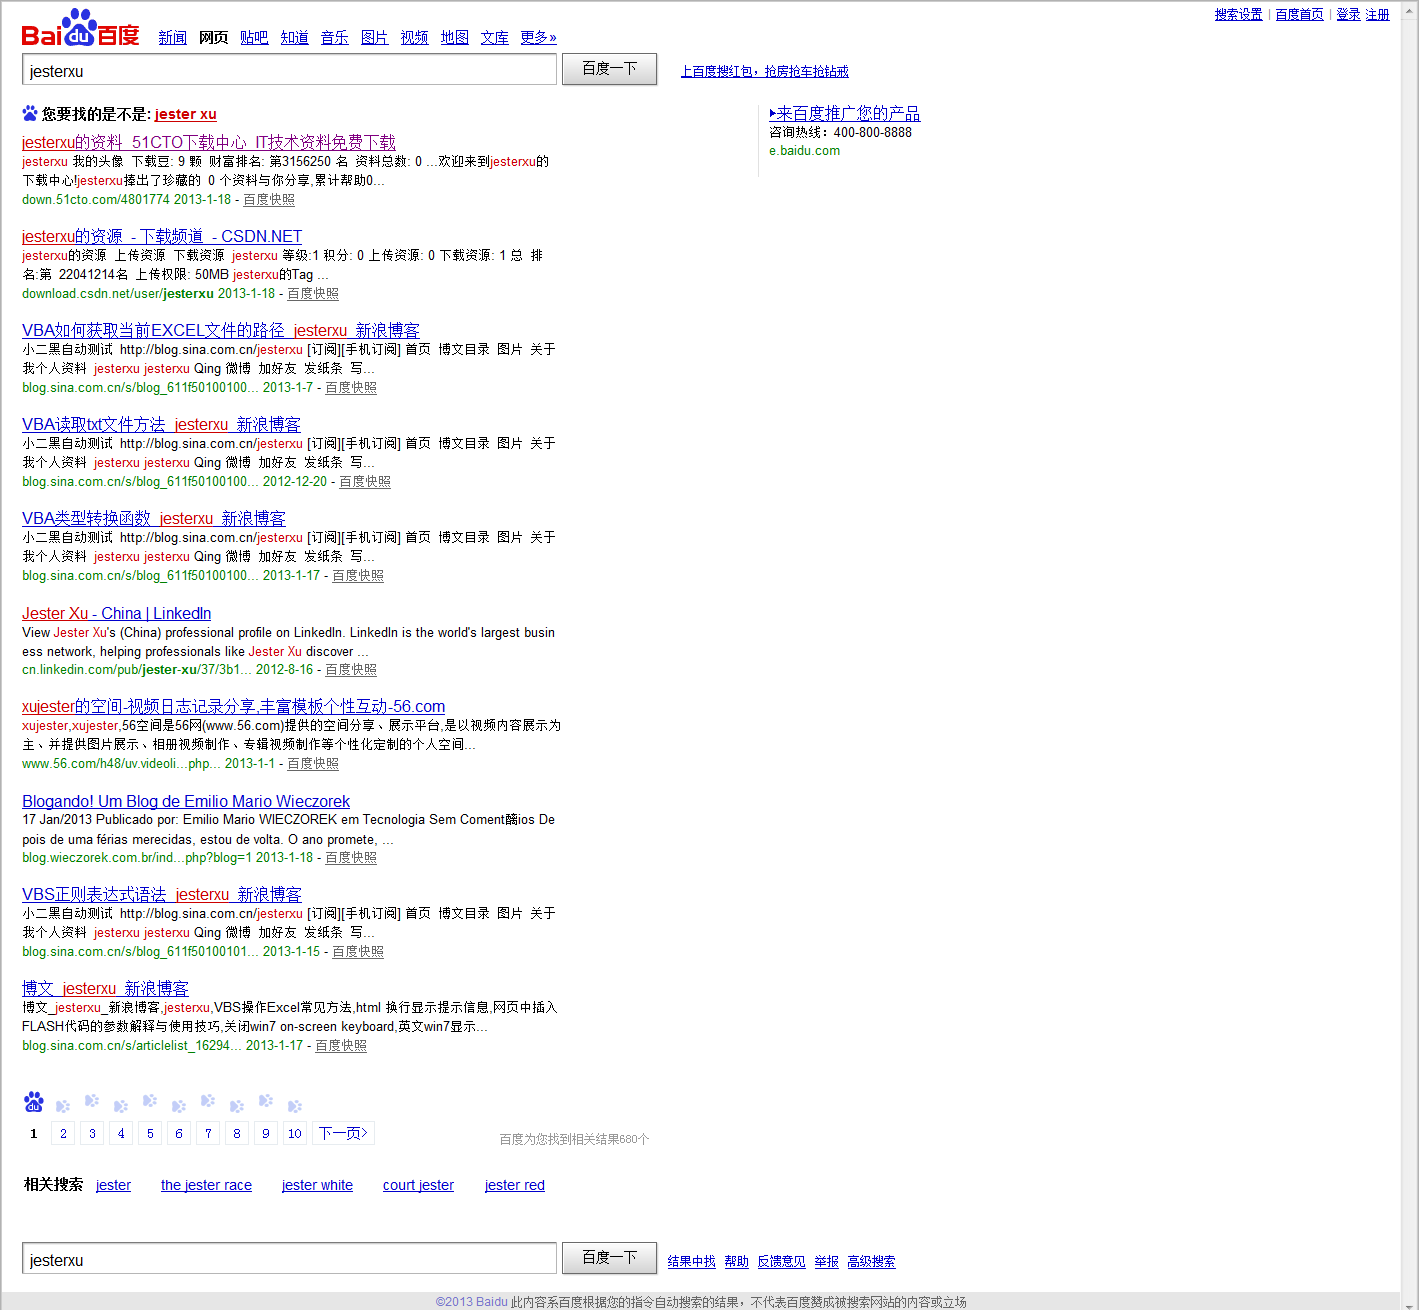 搜索设置 | 百度首页 | 登录 注册
Bai du 百度 新闻 网页 贴吧 知道 音乐 图片 视频 地图 文库 更多»
jesterxu 百度一下 上百度搜红包，抢房抢车抢钻戒
您要找的是不是: jester xu
jesterxu的资料_51CTO下载中心_IT技术资料免费下载
jesterxu 我的头像 下载豆: 9 颗 财富排名: 第3156250 名 资料总数: 0 ...欢迎来到jesterxu的
下载中心!jesterxu捧出了珍藏的 0 个资料与你分享,累计帮助0...
down.51cto.com/4801774 2013-1-18 - 百度快照
jesterxu的资源 - 下载频道 - CSDN.NET
jesterxu的资源 上传资源 下载资源 jesterxu 等级:1 积分: 0 上传资源: 0 下载资源: 1 总 排
名:第 22041214名 上传权限: 50MB jesterxu的Tag ...
download.csdn.net/user/jesterxu 2013-1-18 - 百度快照
VBA如何获取当前EXCEL文件的路径_jesterxu_新浪博客
小二黑自动测试 http://blog.sina.com.cn/jesterxu [订阅][手机订阅] 首页 博文目录 图片 关于
我个人资料 jesterxu jesterxu Qing 微博 加好友 发纸条 写...
blog.sina.com.cn/s/blog_611f50100100... 2013-1-7 - 百度快照
VBA读取txt文件方法_jesterxu_新浪博客
小二黑自动测试 http://blog.sina.com.cn/jesterxu [订阅][手机订阅] 首页 博文目录 图片 关于
我个人资料 jesterxu jesterxu Qing 微博 加好友 发纸条 写...
blog.sina.com.cn/s/blog_611f50100100... 2012-12-20 - 百度快照
VBA类型转换函数_jesterxu_新浪博客
小二黑自动测试 http://blog.sina.com.cn/jesterxu [订阅][手机订阅] 首页 博文目录 图片 关于
我个人资料 jesterxu jesterxu Qing 微博 加好友 发纸条 写...
blog.sina.com.cn/s/blog_611f50100100... 2013-1-17 - 百度快照
Jester Xu - China | LinkedIn
View Jester Xu's (China) professional profile on LinkedIn. LinkedIn is the world's largest busin
ess network, helping professionals like Jester Xu discover ...
cn.linkedin.com/pub/jester-xu/37/3b1... 2012-8-16 - 百度快照
xujester的空间-视频日志记录分享,丰富模板个性互动-56.com
xujester,xujester,56空间是56网(www.56.com)提供的空间分享、展示平台,是以视频内容展示为
主、并提供图片展示、相册视频制作、专辑视频制作等个性化定制的个人空间...
www.56.com/h48/uv.videoli...php... 2013-1-1 - 百度快照
Blogando! Um Blog de Emilio Mario Wieczorek
17 Jan/2013 Publicado por: Emilio Mario WIECZOREK em Tecnologia Sem Coment醨ios De
pois de uma férias merecidas, estou de volta. O ano promete, ...
blog.wieczorek.com.br/ind...php?blog=1 2013-1-18 - 百度快照
VBS正则表达式语法_jesterxu_新浪博客
小二黑自动测试 http://blog.sina.com.cn/jesterxu [订阅][手机订阅] 首页 博文目录 图片 关于
我个人资料 jesterxu jesterxu Qing 微博 加好友 发纸条 写...
blog.sina.com.cn/s/blog_611f50100101... 2013-1-15 - 百度快照
博文_jesterxu_新浪博客
博文_jesterxu_新浪博客,jesterxu,VBS操作Excel常见方法,html 换行显示提示信息,网页中插入
FLASH代码的参数解释与使用技巧,关闭win7 on-screen keyboard,英文win7显示...
blog.sina.com.cn/s/articlelist_16294... 2013-1-17 - 百度快照
来百度推广您的产品
咨询热线：400-800-8888
e.baidu.com
du
1 2 3 4 5 6 7 8 9 10 下一页>
百度为您找到相关结果680个
相关搜索 jester the jester race jester white court jester jester red
jesterxu 百度一下 结果中找 帮助 反馈意见 举报 高级搜索
©2013 Baidu 此内容系百度根据您的指令自动搜索的结果，不代表百度赞成被搜索网站的内容或立场